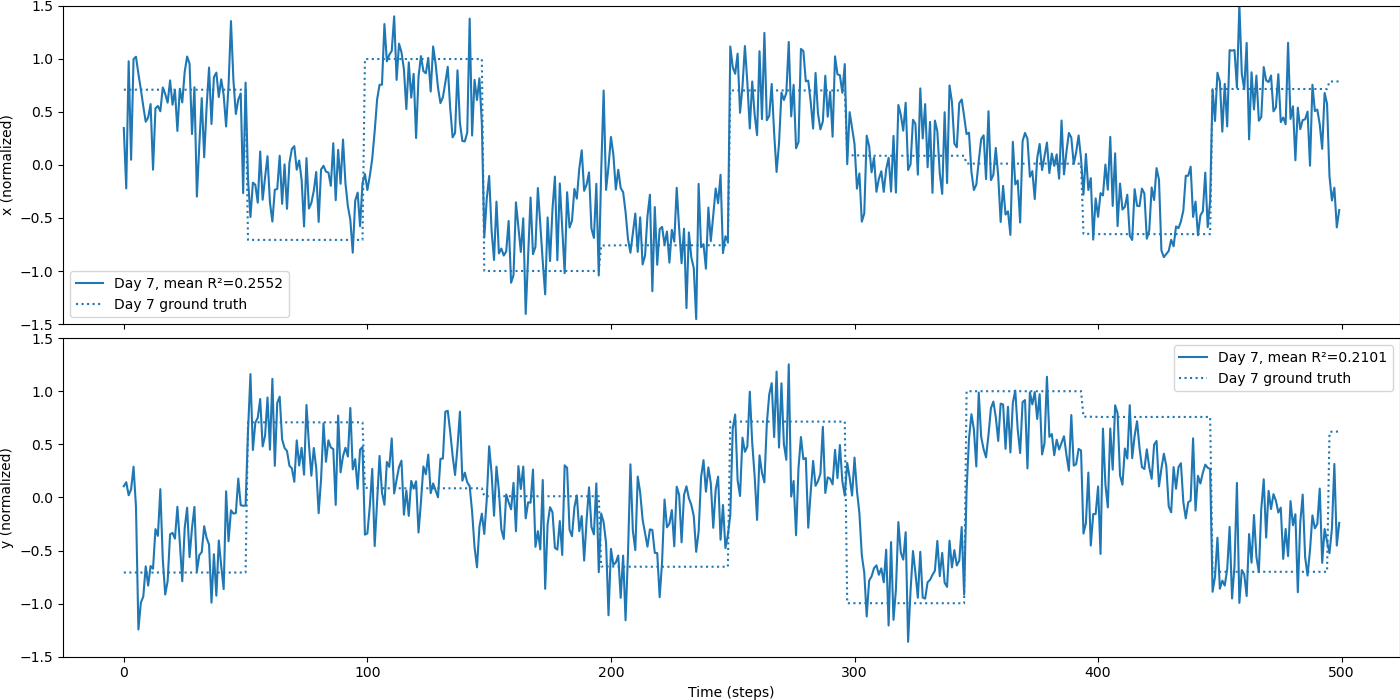 1.5
1.0
0.5
0.0
−0.5
−1.0
−1.5
x (normalized)
Day 7, mean R²=0.2552
Day 7 ground truth
1.5
1.0
0.5
0.0
−0.5
−1.0
−1.5
y (normalized)
Day 7, mean R²=0.2101
Day 7 ground truth
0 100 200 300 400 500
Time (steps)